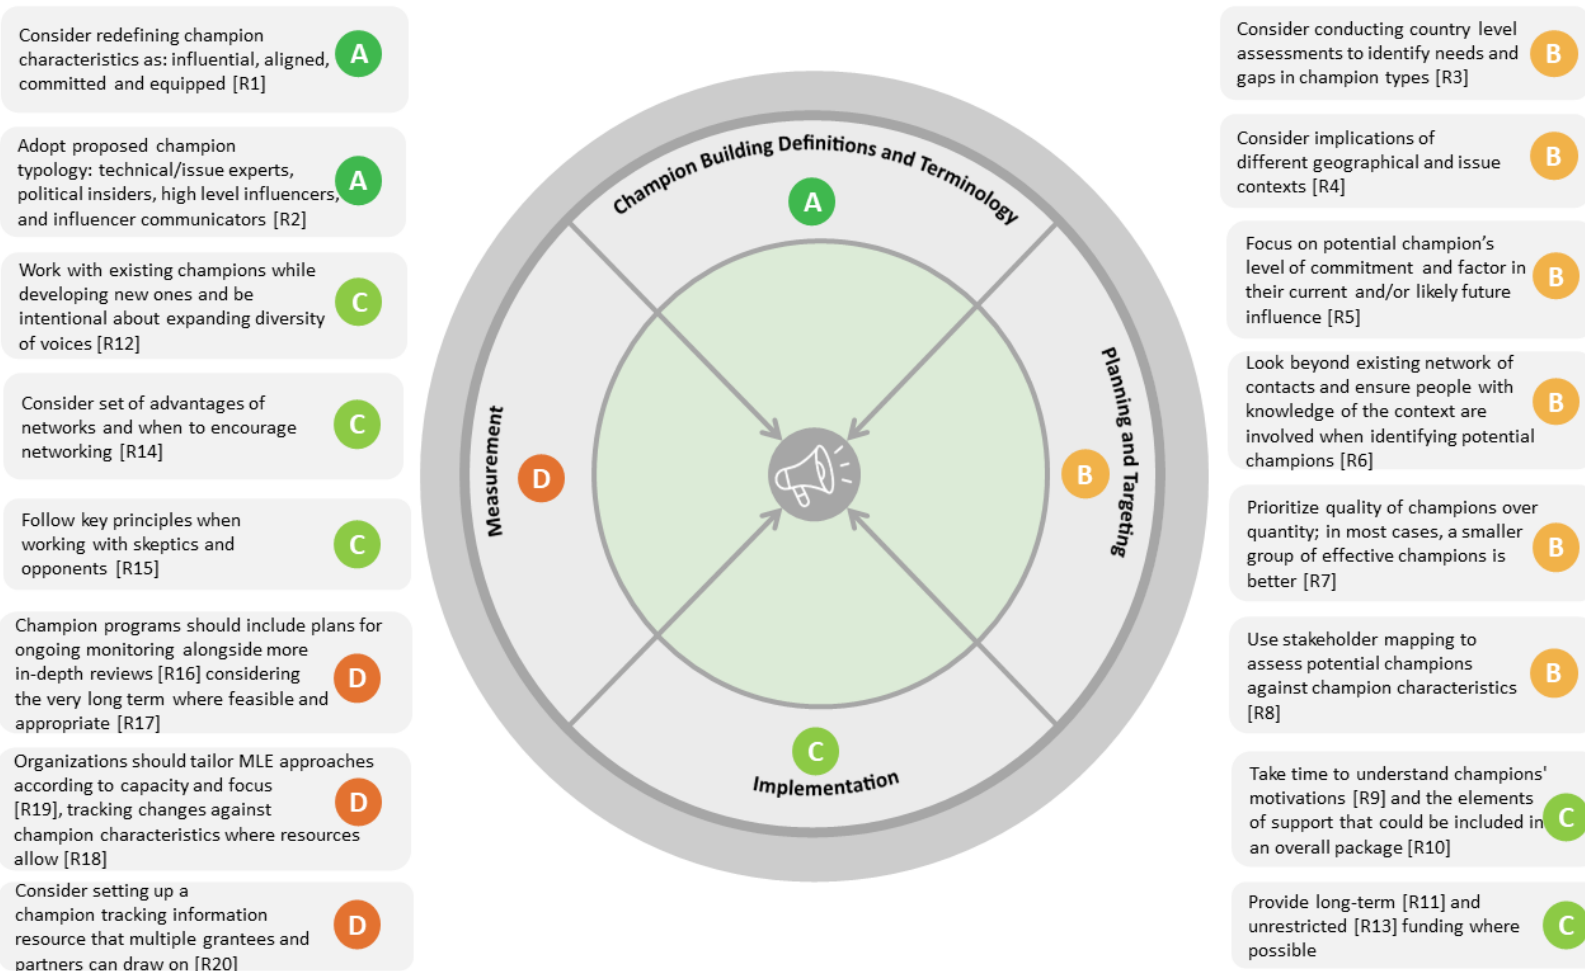 Consider redefining champion
characteristics as: influential, aligned,
committed and equipped [R1]
A
Adopt proposed champion
typology: technical/issue experts,
political insiders, high level influencers,
and influencer communicators [R2]
A
Work with existing champions while
developing new ones and be
intentional about expanding diversity
of voices [R12]
C
Consider set of advantages of
networks and when to encourage
networking [R14]
C
Follow key principles when
working with skeptics and
opponents [R15]
C
Champion programs should include plans for
ongoing monitoring alongside more
in-depth reviews [R16] considering
the very long term where feasible and
appropriate [R17]
D
Organizations should tailor MLE approaches
according to capacity and focus
[R19], tracking changes against
champion characteristics where resources
allow [R18]
D
Consider setting up a
champion tracking information
resource that multiple grantees and
partners can draw on [R20]
D
Champion Building Definitions and Terminology
A
Measurement
D
Planning and Targeting
B
C
Implementation
Consider conducting country level
assessments to identify needs and
gaps in champion types [R3]
B
Consider implications of
different geographical and issue
contexts [R4]
B
Focus on potential champion's
level of commitment and factor in
their current and/or likely future
influence [R5]
B
Look beyond existing network of
contacts and ensure people with
knowledge of the context are
involved when identifying potential
champions [R6]
B
Prioritize quality of champions over
quantity; in most cases, a smaller
group of effective champions is
better [R7]
B
Use stakeholder mapping to
assess potential champions
against champion characteristics
[R8]
B
Take time to understand champions'
motivations [R9] and the elements
of support that could be included in
an overall package [R10]
C
Provide long-term [R11] and
unrestricted [R13] funding where
possible
C